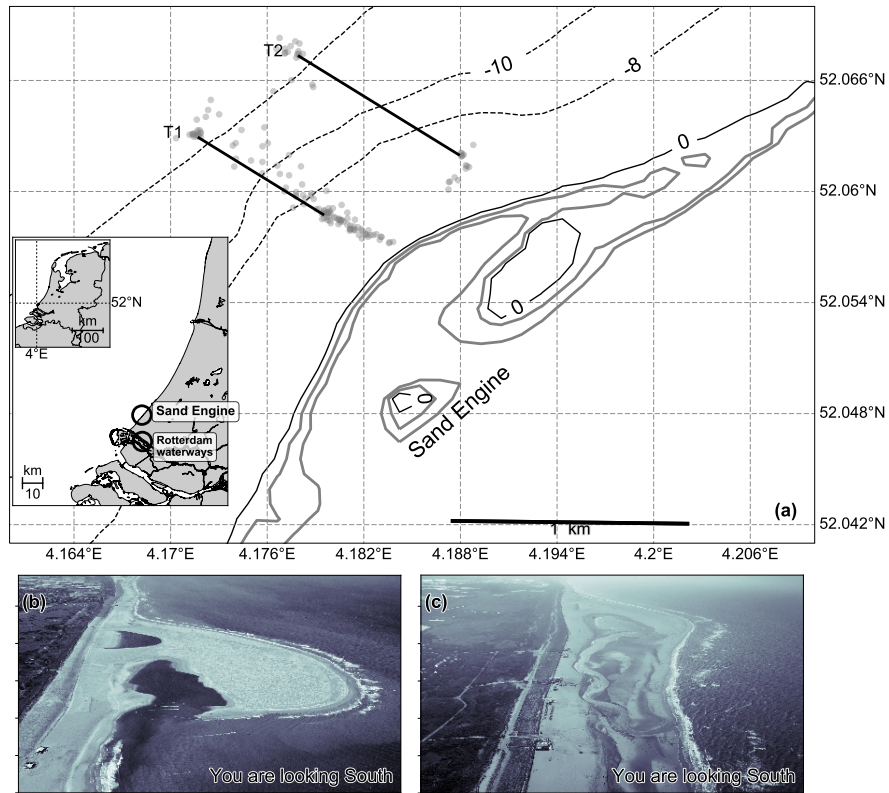 T2
-10
-8
52.066°N
T1
0
52.06°N
52°N
km
100
4°E
0
52.054°N
Sand Engine
Rotterdam
waterways
0
Sand Engine
52.048°N
km
10
(a)
1 km
52.042°N
4.164°E 4.17°E 4.176°E 4.182°E 4.188°E 4.194°E 4.2°E 4.206°E
(b)
You are looking South
(c)
You are looking South